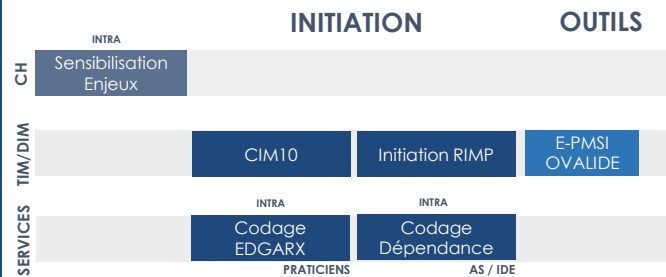 INITIATION
OUTILS
INTRA
CH
Sensibilisation
Enjeux
TIM/DIM
CIM10
Initiation RIMP
E-PMSI
OVALIDE
INTRA
INTRA
SERVICES
Codage
EDGARX
Codage
Dépendance
PRATICIENS
AS / IDE